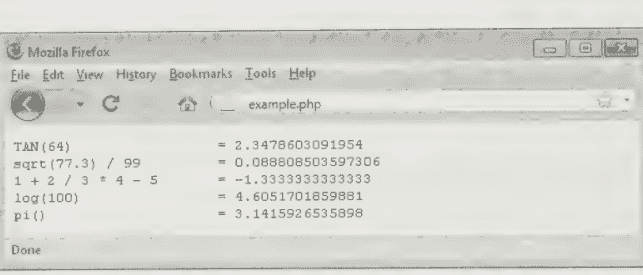 Mozilla Firefox
File Edit View History Bookmarks Tools Help
example.php
TAN(64) = 2.3478603091954
sqrt(77.3) / 99 = 0.088808503597306
1 + 2 / 3 * 4 - 5 = -1.3333333333333
log(100) = 4.6051701859881
pi() = 3.1415926535898
Done